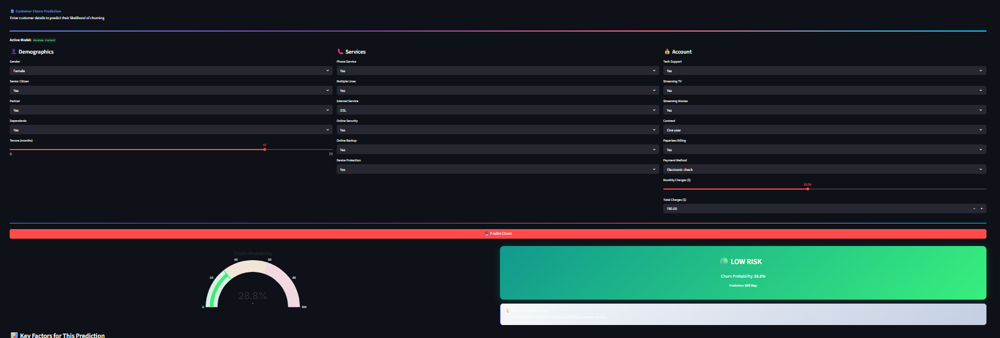 Customer Churn Prediction
Enter customer details to predict their likelihood of churning
Active Model: Random Forest
Demographics
Gender
Female
Senior Citizen
Yes
Partner
Yes
Dependents
Yes
Tenure (months)
57
0 72
Services
Phone Service
Yes
Multiple Lines
Yes
Internet Service
DSL
Online Security
Yes
Online Backup
Yes
Device Protection
Yes
Account
Tech Support
Yes
Streaming TV
Yes
Streaming Movies
Yes
Contract
One year
Paperless Billing
Yes
Payment Method
Electronic check
Monthly Charges ($)
63.50
Total Charges ($)
780.00 - +
Predict Churn
Churn Probability
0 20 40 60 80 100
28.8%
-
LOW RISK
Churn Probability: 28.8%
Prediction: Will Stay
Key Factors for This Prediction